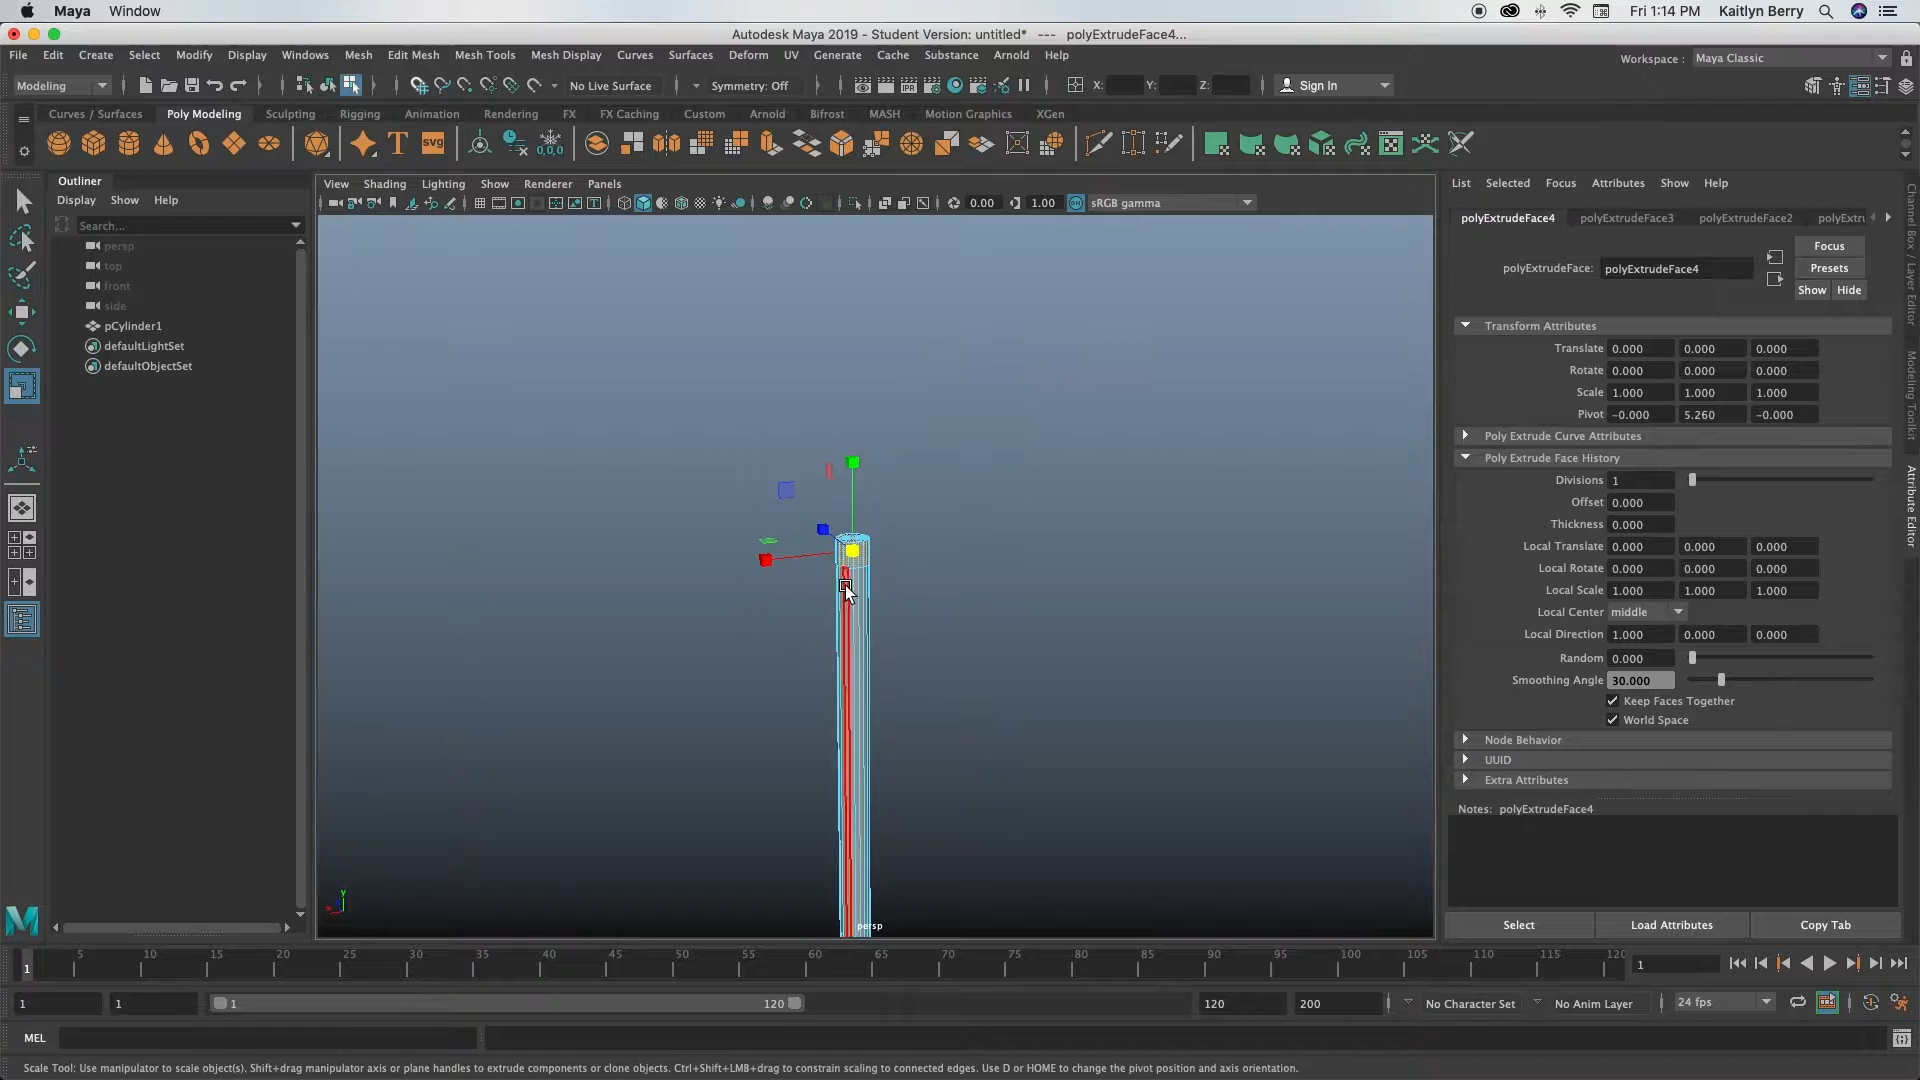 Maya Window
Fri 1:14 PM Kaitlyn Berry
Autodesk Maya 2019 - Student Version: untitled* --- polyExtrudeFace4...
File Edit Create Select Modify Display Windows Mesh Edit Mesh Mesh Tools Mesh Display Curves Surfaces Deform UV Generate Cache Substance Arnold Help
Workspace : Maya Classic
Modeling No Live Surface Symmetry: Off X: Y: Z: Sign In
Curves / Surfaces Poly Modeling Sculpting Rigging Animation Rendering FX FX Caching Custom Arnold Bifrost MASH Motion Graphics XGen
T SVG 0,0,0
Outliner
Display Show Help
Search...
persp
top
front
side
pCylinder1
defaultLightSet
defaultObjectSet
View Shading Lighting Show Renderer Panels
0.00 1.00 ON sRGB gamma
y
x
persp
List Selected Focus Attributes Show Help
polyExtrudeFace4 polyExtrudeFace3 polyExtrudeFace2 polyExtru
polyExtrudeFace: polyExtrudeFace4
Focus
Presets
Show Hide
Transform Attributes
Translate 0.000 0.000 0.000
Rotate 0.000 0.000 0.000
Scale 1.000 1.000 1.000
Pivot -0.000 5.260 -0.000
Poly Extrude Curve Attributes
Poly Extrude Face History
Divisions 1
Offset 0.000
Thickness 0.000
Local Translate 0.000 0.000 0.000
Local Rotate 0.000 0.000 0.000
Local Scale 1.000 1.000 1.000
Local Center middle
Local Direction 1.000 0.000 0.000
Random 0.000
Smoothing Angle 30.000
Keep Faces Together
World Space
Node Behavior
UUID
Extra Attributes
Notes: polyExtrudeFace4
Select Load Attributes Copy Tab
Channel Box / Layer Editor
Modeling Toolkit
Attribute Editor
1 5 10 15 20 25 30 35 40 45 50 55 60 65 70 75 80 85 90 95 100 105 110 115 120 1
1 1 1 120 120 200 No Character Set No Anim Layer 24 fps
MEL
Scale Tool: Use manipulator to scale object(s). Shift+drag manipulator axis or plane handles to extrude components or clone objects. Ctrl+Shift+LMB+drag to constrain scaling to connected edges. Use D or HOME to change the pivot position and axis orientation.